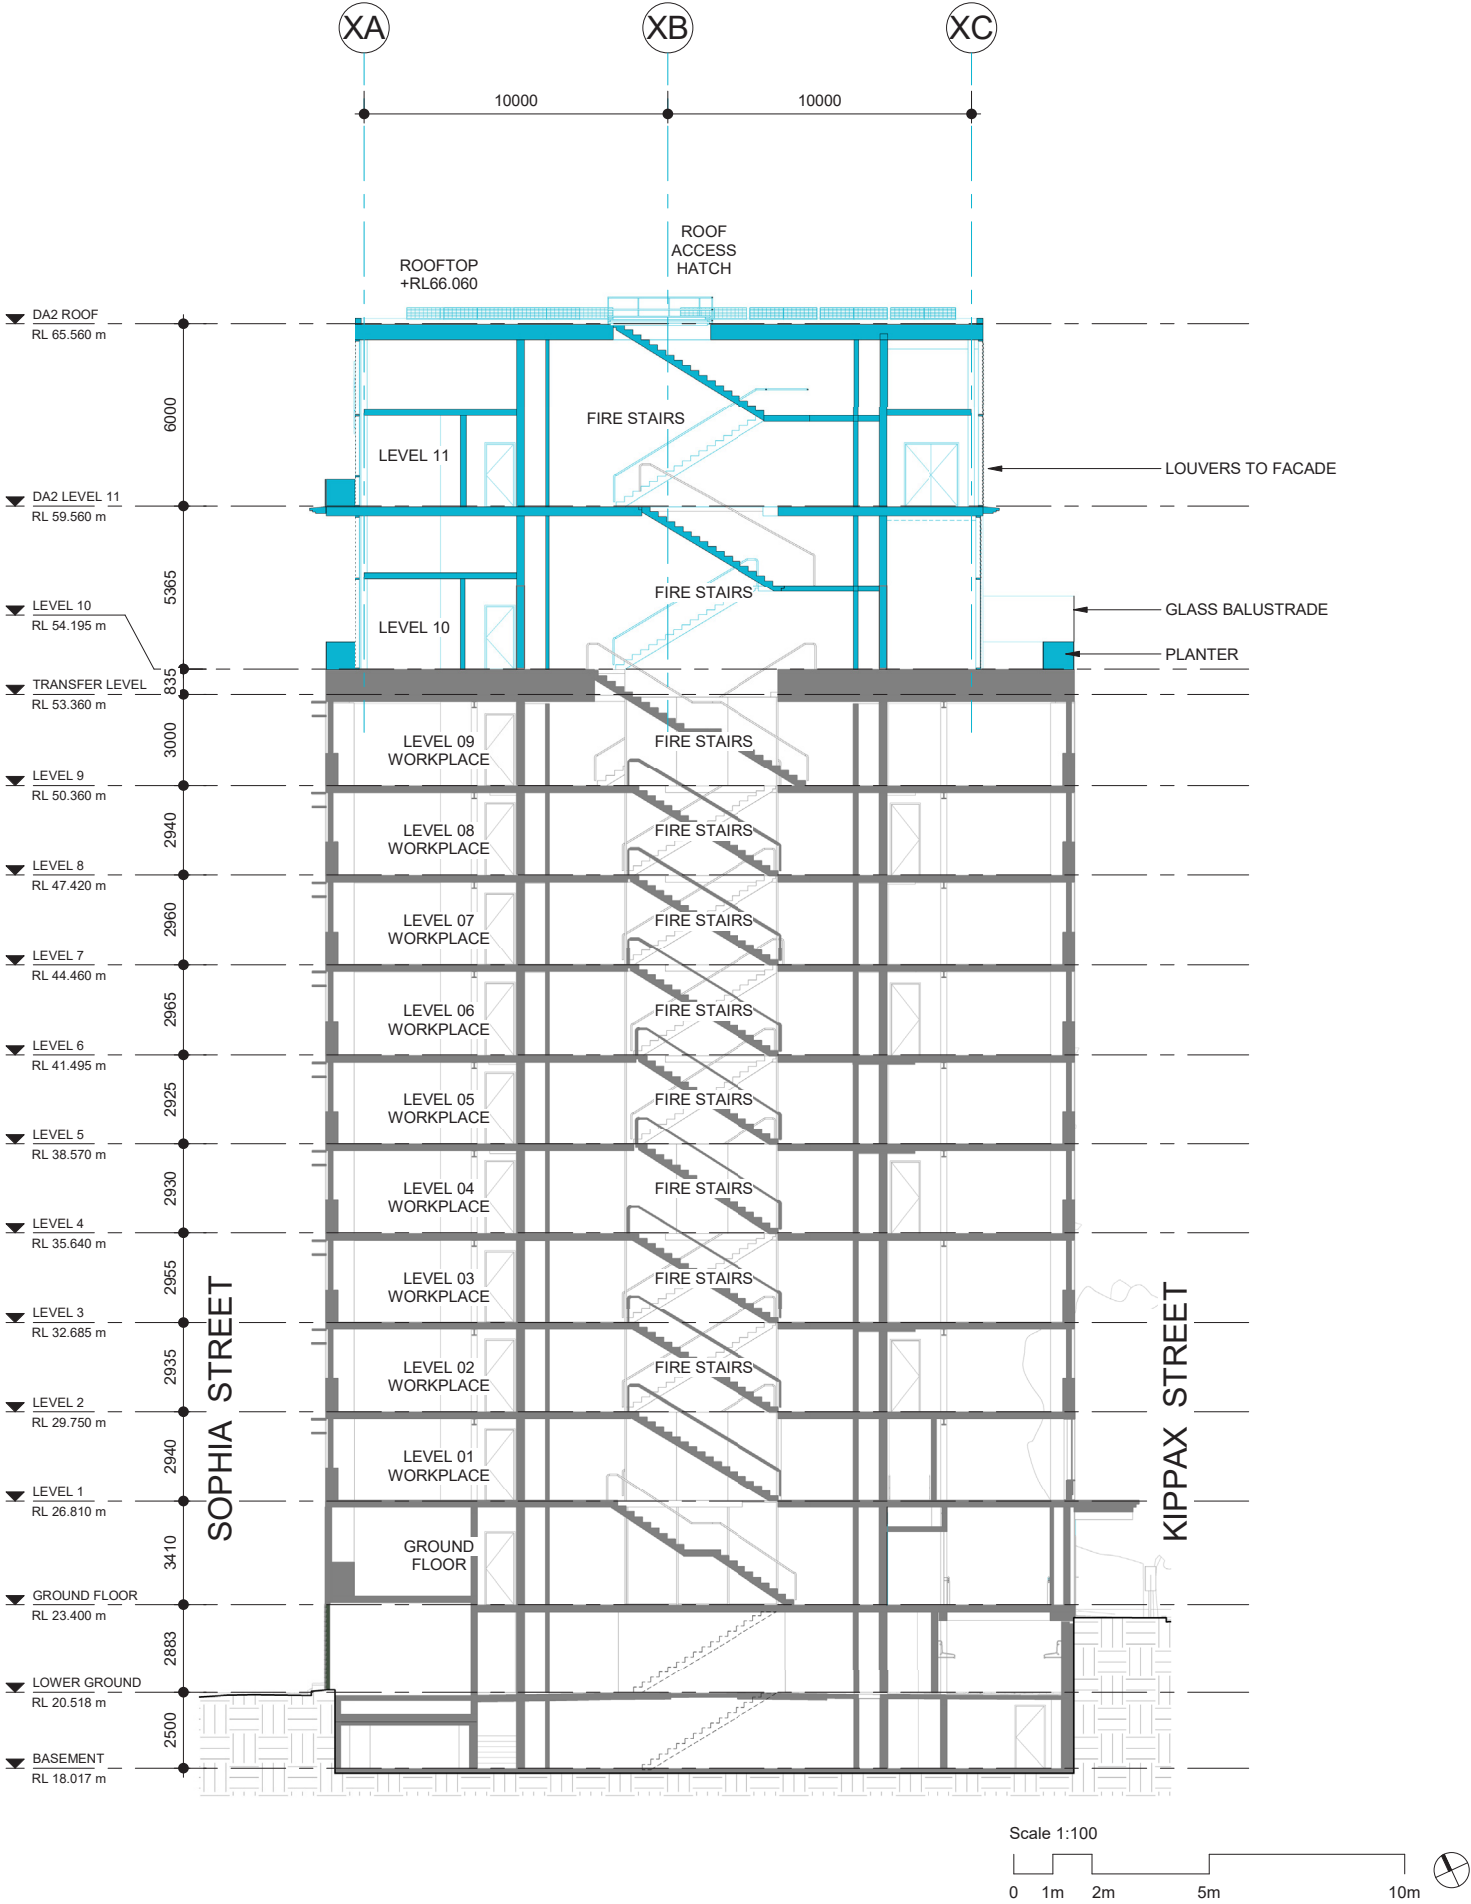 XA
XB
XC
10000
10000
ROOF
ACCESS
HATCH
ROOFTOP
+RL66.060
DA2 ROOF
RL 65.560 m
6000
FIRE STAIRS
LEVEL 11
LOUVERS TO FACADE
DA2 LEVEL 11
RL 59.560 m
5365
FIRE STAIRS
LEVEL 10
RL 54.195 m
GLASS BALUSTRADE
LEVEL 10
PLANTER
835
TRANSFER LEVEL
RL 53.360 m
3000
LEVEL 09
WORKPLACE
FIRE STAIRS
LEVEL 9
RL 50.360 m
2940
LEVEL 08
WORKPLACE
FIRE STAIRS
LEVEL 8
RL 47.420 m
2960
LEVEL 07
WORKPLACE
FIRE STAIRS
LEVEL 7
RL 44.460 m
2965
LEVEL 06
WORKPLACE
FIRE STAIRS
LEVEL 6
RL 41.495 m
2925
LEVEL 05
WORKPLACE
FIRE STAIRS
LEVEL 5
RL 38.570 m
2930
LEVEL 04
WORKPLACE
FIRE STAIRS
LEVEL 4
RL 35.640 m
2955
LEVEL 03
WORKPLACE
FIRE STAIRS
LEVEL 3
RL 32.685 m
2935
LEVEL 02
WORKPLACE
FIRE STAIRS
LEVEL 2
RL 29.750 m
2940
LEVEL 01
WORKPLACE
SOPHIA STREET
KIPPAX STREET
LEVEL 1
RL 26.810 m
3410
GROUND
FLOOR
GROUND FLOOR
RL 23.400 m
2883
LOWER GROUND
RL 20.518 m
2500
BASEMENT
RL 18.017 m
Scale 1:100
0 1m 2m 5m 10m